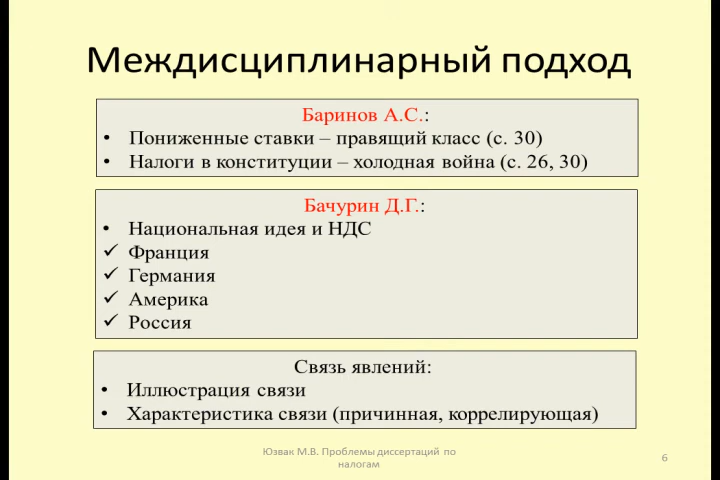 Междисциплинарный подход
Баринов А.С.:
• Пониженные ставки – правящий класс (с. 30)
• Налоги в конституции – холодная война (с. 26, 30)
Бачурин Д.Г.:
• Национальная идея и НДС
✓ Франция
✓ Германия
✓ Америка
✓ Россия
Связь явлений:
• Иллюстрация связи
• Характеристика связи (причинная, коррелирующая)
Юзвак М.В. Проблемы диссертаций по
налогам
6